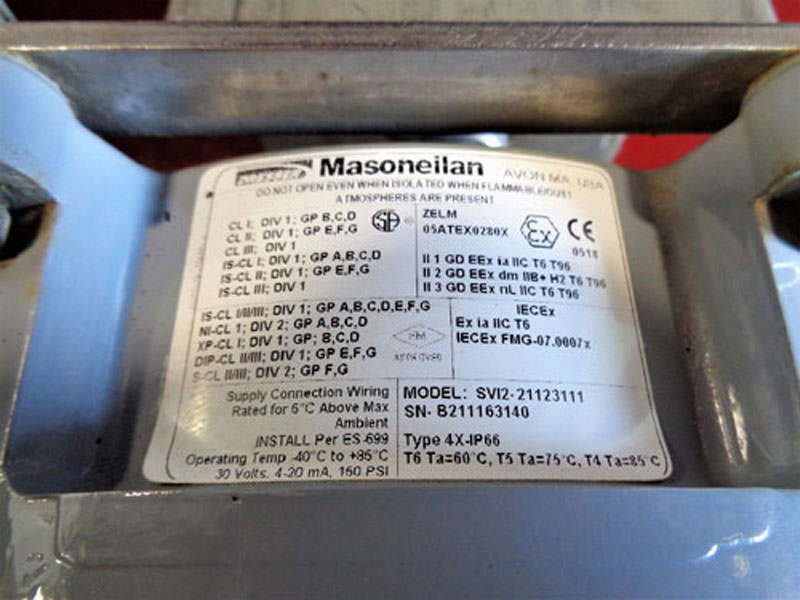 Masoneilan AVON MA, USA
DO NOT OPEN EVEN WHEN ISOLATED WHEN FLAMMABLE/DUST
ATMOSPHERES ARE PRESENT
CL I; DIV 1; GP B,C,D
CL II; DIV 1; GP E,F,G
CL III; DIV 1
IS-CL I; DIV 1; GP A,B,C,D
IS-CL II; DIV 1; GP E,F,G
IS-CL III; DIV 1
ZELM
05ATEX0280X
Ex CE
0518
II 1 GD EEx ia IIC T6 T96
II 2 GD EEx dm IIB+ H2 T6 T96
II 3 GD EEx nL IIC T6 T96
IS-CL I/II/III; DIV 1; GP A,B,C,D,E,F,G
NI-CL 1; DIV 2; GP A,B,C,D
XP-CL I; DIV 1; GP; B,C,D
DIP-CL II/III; DIV 1; GP E,F,G
S-CL II/III; DIV 2; GP F,G
FM
APPROVED
IECEx
Ex ia IIC T6
IECEx FMG-07.0007x
Supply Connection Wiring
Rated for 5°C Above Max
Ambient
INSTALL Per ES-699
Operating Temp -40°C to +85°C
30 Volts, 4-20 mA, 150 PSI
MODEL: SVI2-21123111
SN- B211163140
Type 4X-IP66
T6 Ta=60°C, T5 Ta=75°C, T4 Ta=85°C